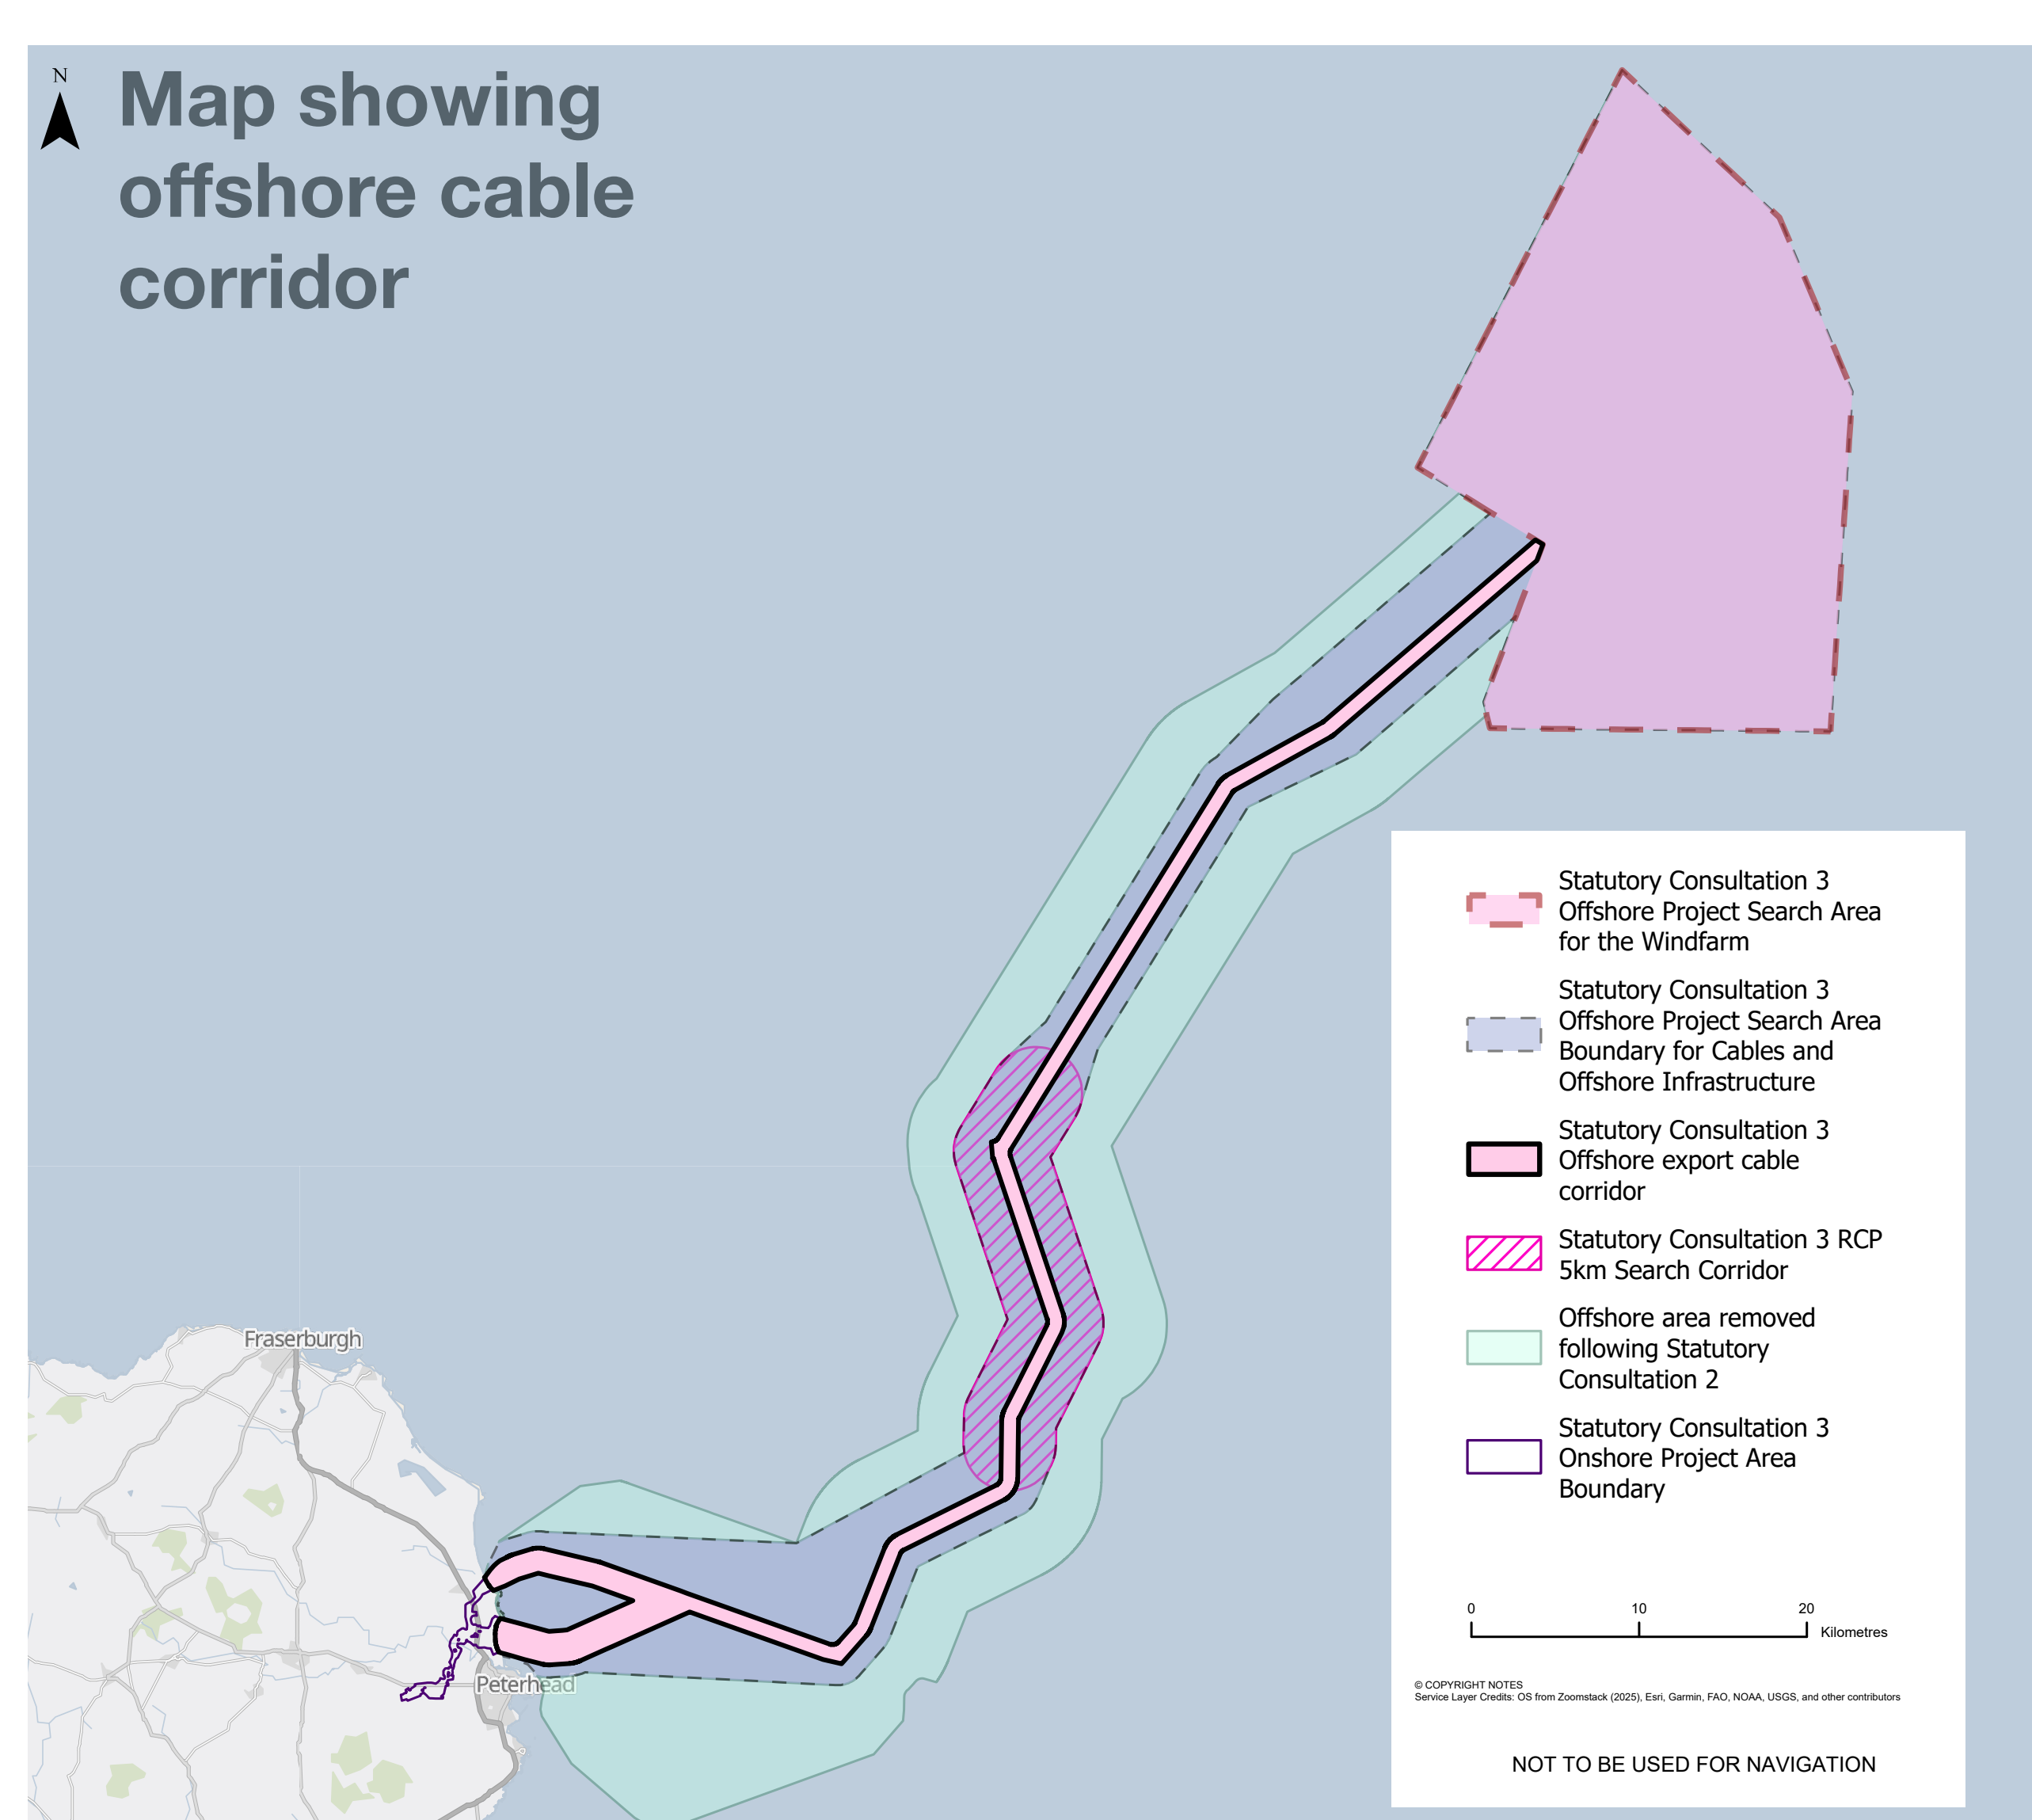 N
Map showing
offshore cable
corridor
Fraserburgh
Peterhead
Statutory Consultation 3
Offshore Project Search Area
for the Windfarm
Statutory Consultation 3
Offshore Project Search Area
Boundary for Cables and
Offshore Infrastructure
Statutory Consultation 3
Offshore export cable
corridor
Statutory Consultation 3 RCP
5km Search Corridor
Offshore area removed
following Statutory
Consultation 2
Statutory Consultation 3
Onshore Project Area
Boundary
0 10 20
Kilometres
© COPYRIGHT NOTES
Service Layer Credits: OS from Zoomstack (2025), Esri, Garmin, FAO, NOAA, USGS, and other contributors
NOT TO BE USED FOR NAVIGATION